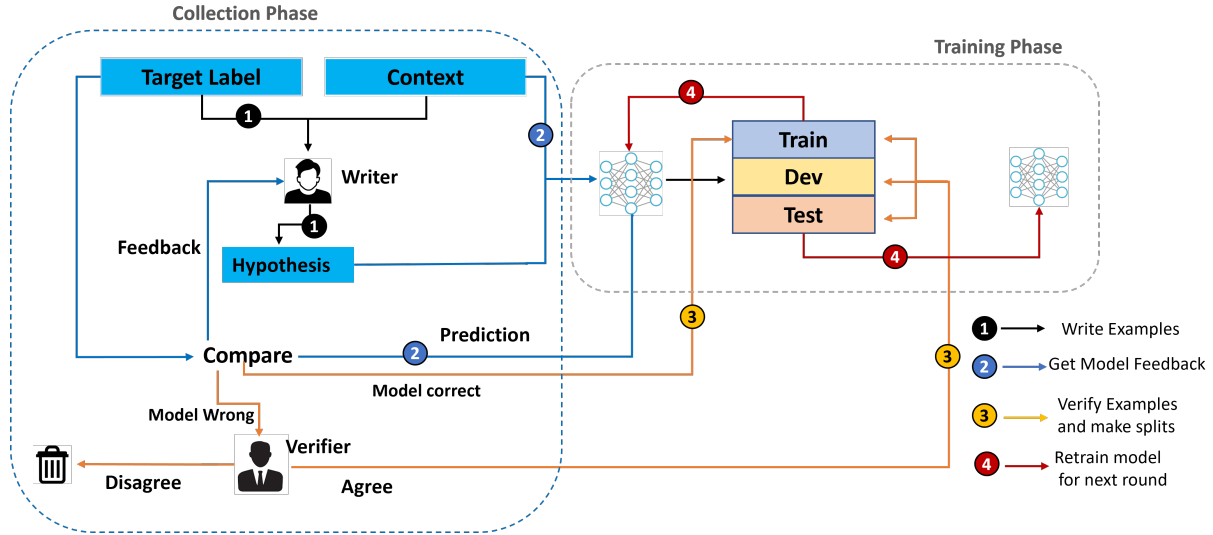 Collection Phase
Training Phase
Target Label
Context
1
4
2
Train
Writer
Dev
1
Test
Feedback
Hypothesis
4
3
1
Write Examples
Prediction
Compare
2
3
2
Get Model Feedback
Model correct
Model Wrong
3
Verify Examples
and make splits
Verifier
4
Retrain model
for next round
Disagree
Agree